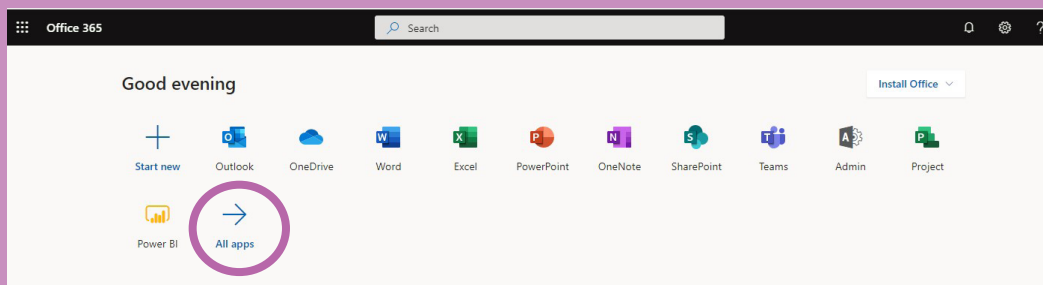 Office 365
Search
?
Good evening
Install Office
Start new
Outlook
OneDrive
Word
Excel
PowerPoint
OneNote
SharePoint
Teams
Admin
Project
Power BI
All apps